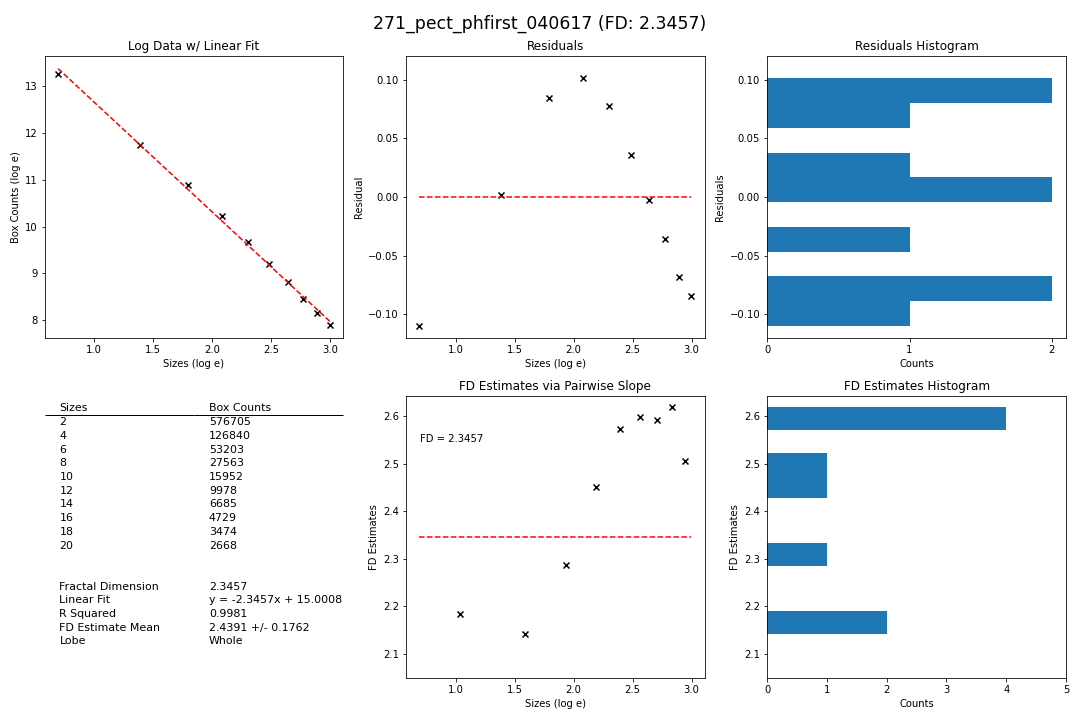 271_pect_phfirst_040617 (FD: 2.3457)
Log Data w/ Linear Fit
13
12
11
10
9
8
Box Counts (log e)
1.0 1.5 2.0 2.5 3.0
Sizes (log e)
Residuals
0.10
0.05
0.00
−0.05
−0.10
Residual
1.0 1.5 2.0 2.5 3.0
Sizes (log e)
Residuals Histogram
0.10
0.05
0.00
−0.05
−0.10
Residuals
0 1 2
Counts
Sizes Box Counts
2 576705
4 126840
6 53203
8 27563
10 15952
12 9978
14 6685
16 4729
18 3474
20 2668
Fractal Dimension 2.3457
Linear Fit y = -2.3457x + 15.0008
R Squared 0.9981
FD Estimate Mean 2.4391 +/- 0.1762
Lobe Whole
FD Estimates via Pairwise Slope
2.6
2.5
2.4
2.3
2.2
2.1
FD Estimates
FD = 2.3457
1.0 1.5 2.0 2.5 3.0
Sizes (log e)
FD Estimates Histogram
2.6
2.5
2.4
2.3
2.2
2.1
FD Estimates
0 1 2 3 4 5
Counts